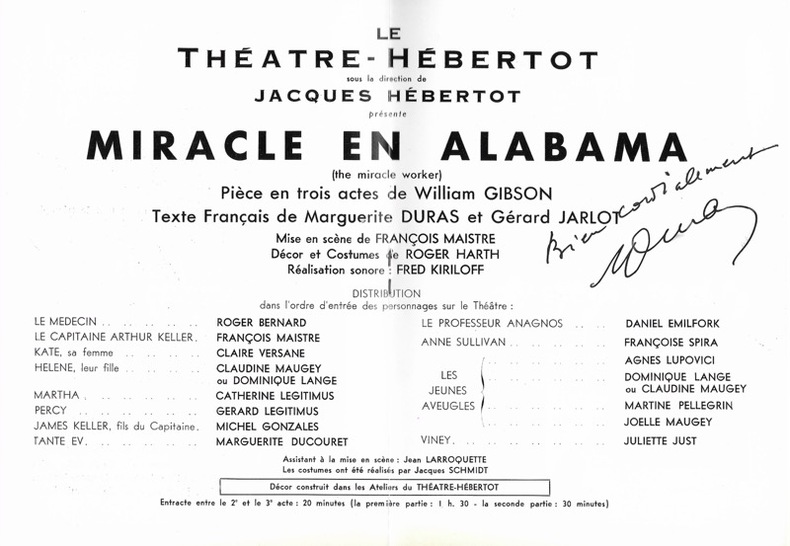 LE
THÉATRE-HÉBERTOT
sous la direction de
JACQUES HÉBERTOT
présente
MIRACLE EN ALABAMA
(the miracle worker)
Pièce en trois actes de William GIBSON
Texte Français de Marguerite DURAS et Gérard JARLOT
Bien cordialement
Mise en scène de FRANÇOIS MAISTRE
Décor et Costumes de ROGER HARTH
Réalisation sonore : FRED KIRILOFF
DISTRIBUTION
dans l'ordre d'entrée des personnages sur le Théâtre :
LE MEDECIN .. .. .. .. .. ROGER BERNARD
LE CAPITAINE ARTHUR KELLER. FRANÇOIS MAISTRE
KATE, sa femme .. .. .. .. CLAIRE VERSANE
HELENE, leur fille .. .. .. .. CLAUDINE MAUGEY
ou DOMINIQUE LANGE
MARTHA. .. .. .. .. .. CATHERINE LEGITIMUS
PERCY .. .. .. .. .. .. GERARD LEGITIMUS
JAMES KELLER, fils du Capitaine. MICHEL GONZALES
TANTE EV. .. .. .. .. .. MARGUERITE DUCOURET
LE PROFESSEUR ANAGNOS .. .. DANIEL EMILFORK
ANNE SULLIVAN .. .. .. .. FRANÇOISE SPIRA
LES JEUNES AVEUGLES
AGNES LUPOVICI
DOMINIQUE LANGE
ou CLAUDINE MAUGEY
MARTINE PELLEGRIN
JOELLE MAUGEY
VINEY. .. .. .. .. .. .. JULIETTE JUST
Assistant à la mise en scène : Jean LARROQUETTE
Les costumes ont été réalisés par Jacques SCHMIDT
Décor construit dans les Ateliers du THÉATRE-HÉBERTOT
Entracte entre le 2e et le 3e acte : 20 minutes (la première partie : 1 h. 30 - la seconde partie : 30 minutes)